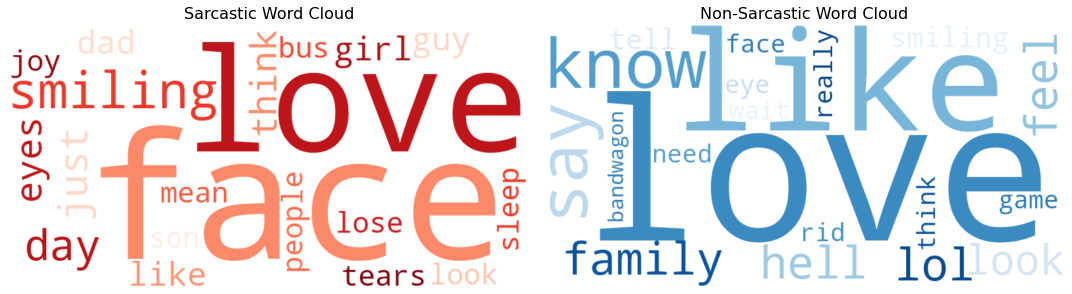 Sarcastic Word Cloud
dad
bus
girl
guy
joy
smiling
think
love
eyes
just
face
mean
people
lose
sleep
day
son
like
tears
look
Non-Sarcastic Word Cloud
tell
face
really
smiling
know
like
feel
eye
wait
say
bandwagon
love
need
think
game
rid
family
hell
lol
look